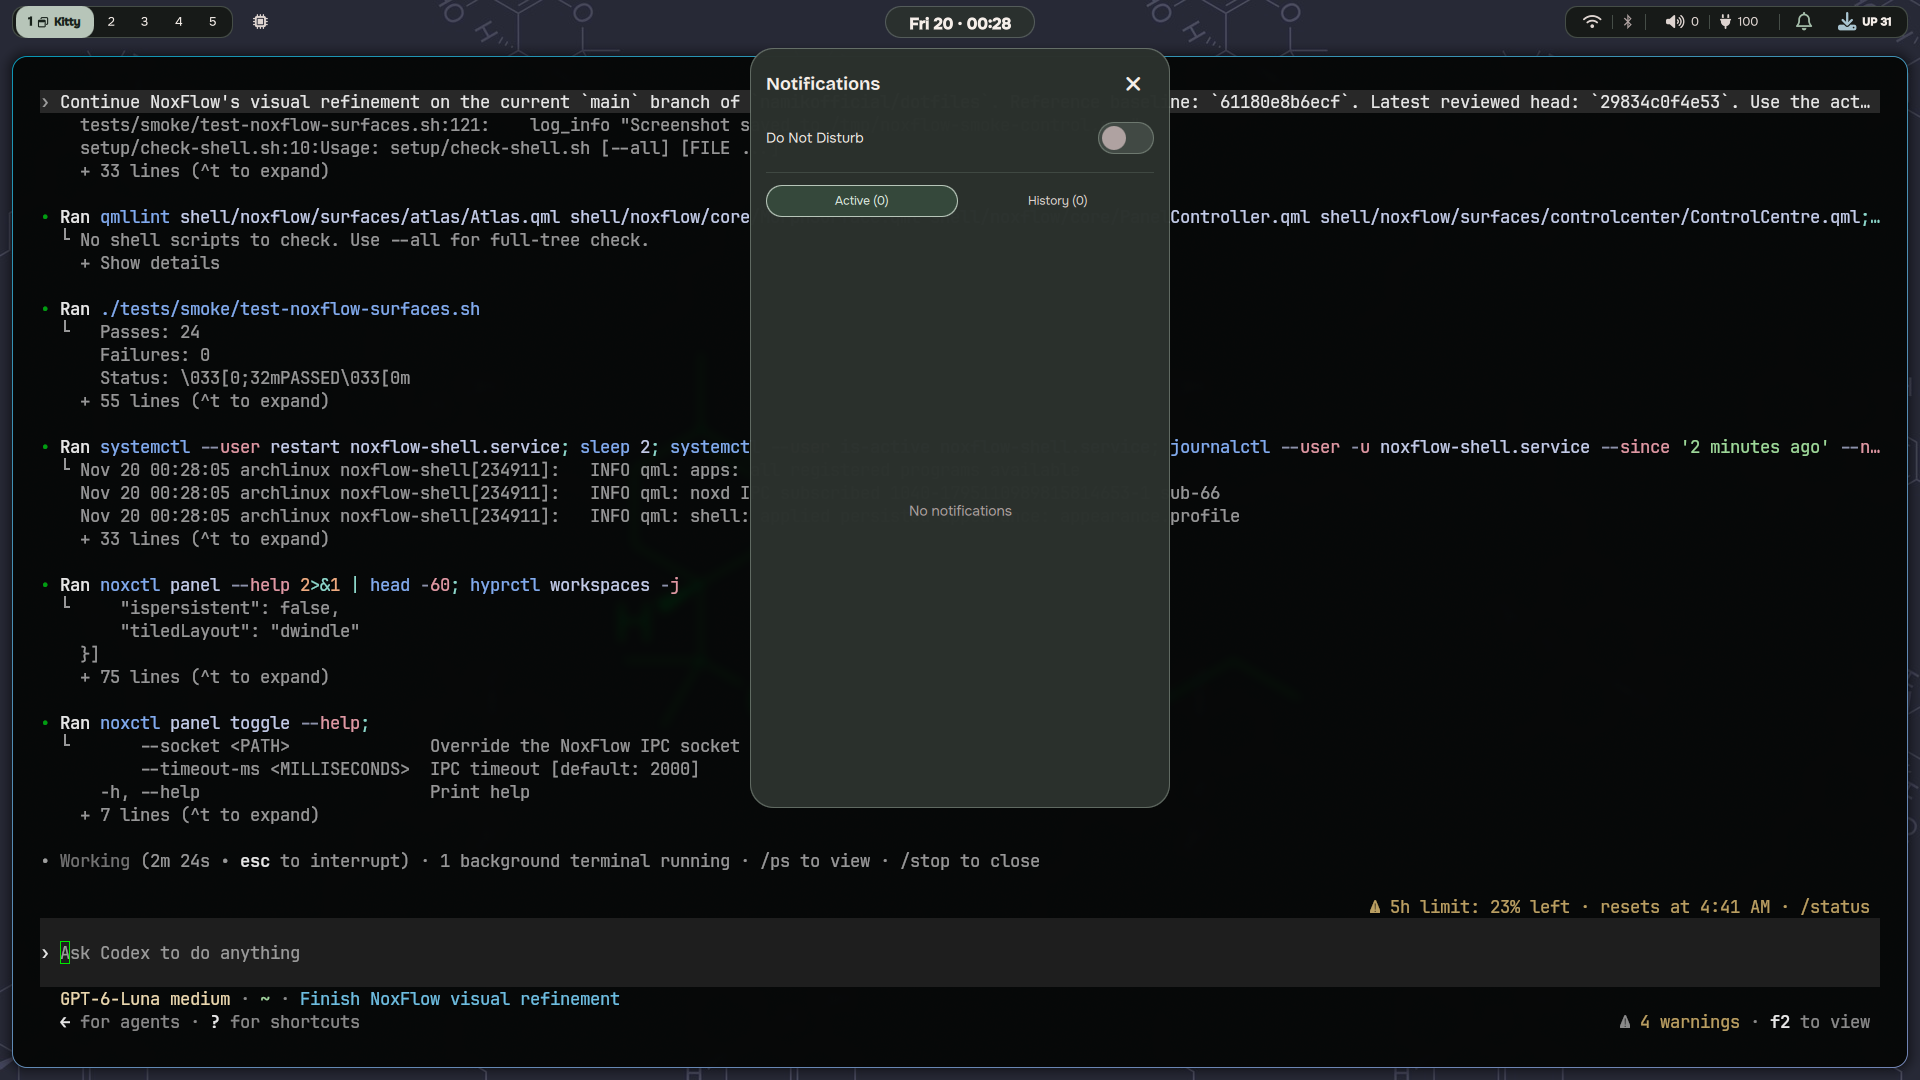 1 Kitty 2 3 4 5
Fri 20 · 00:28
0 100 UP 31
Notifications
Do Not Disturb
Active (0) History (0)
No notifications
› Continue NoxFlow's visual refinement on the current `main` branch of ne: `61180e8b6ecf`. Latest reviewed head: `29834c0f4e53`. Use the act…
tests/smoke/test-noxflow-surfaces.sh:121: log_info "Screenshot s
setup/check-shell.sh:10:Usage: setup/check-shell.sh [--all] [FILE .
+ 33 lines (^t to expand)
• Ran qmllint shell/noxflow/surfaces/atlas/Atlas.qml shell/noxflow/core Controller.qml shell/noxflow/surfaces/controlcenter/ControlCentre.qml;…
└ No shell scripts to check. Use --all for full-tree check.
+ Show details
• Ran ./tests/smoke/test-noxflow-surfaces.sh
└ Passes: 24
Failures: 0
Status: \033[0;32mPASSED\033[0m
+ 55 lines (^t to expand)
• Ran systemctl --user restart noxflow-shell.service; sleep 2; systemct journalctl --user -u noxflow-shell.service --since '2 minutes ago' --n…
└ Nov 20 00:28:05 archlinux noxflow-shell[234911]: INFO qml: apps:
Nov 20 00:28:05 archlinux noxflow-shell[234911]: INFO qml: noxd I ub-66
Nov 20 00:28:05 archlinux noxflow-shell[234911]: INFO qml: shell: profile
+ 33 lines (^t to expand)
• Ran noxctl panel --help 2>&1 | head -60; hyprctl workspaces -j
└ "ispersistent": false,
"tiledLayout": "dwindle"
}]
+ 75 lines (^t to expand)
• Ran noxctl panel toggle --help;
└ --socket <PATH> Override the NoxFlow IPC socket
--timeout-ms <MILLISECONDS> IPC timeout [default: 2000]
-h, --help Print help
+ 7 lines (^t to expand)
• Working (2m 24s • esc to interrupt) · 1 background terminal running · /ps to view · /stop to close
⚠ 5h limit: 23% left · resets at 4:41 AM · /status
› Ask Codex to do anything
GPT-6-Luna medium · ~ · Finish NoxFlow visual refinement
← for agents · ? for shortcuts
⚠ 4 warnings · f2 to view